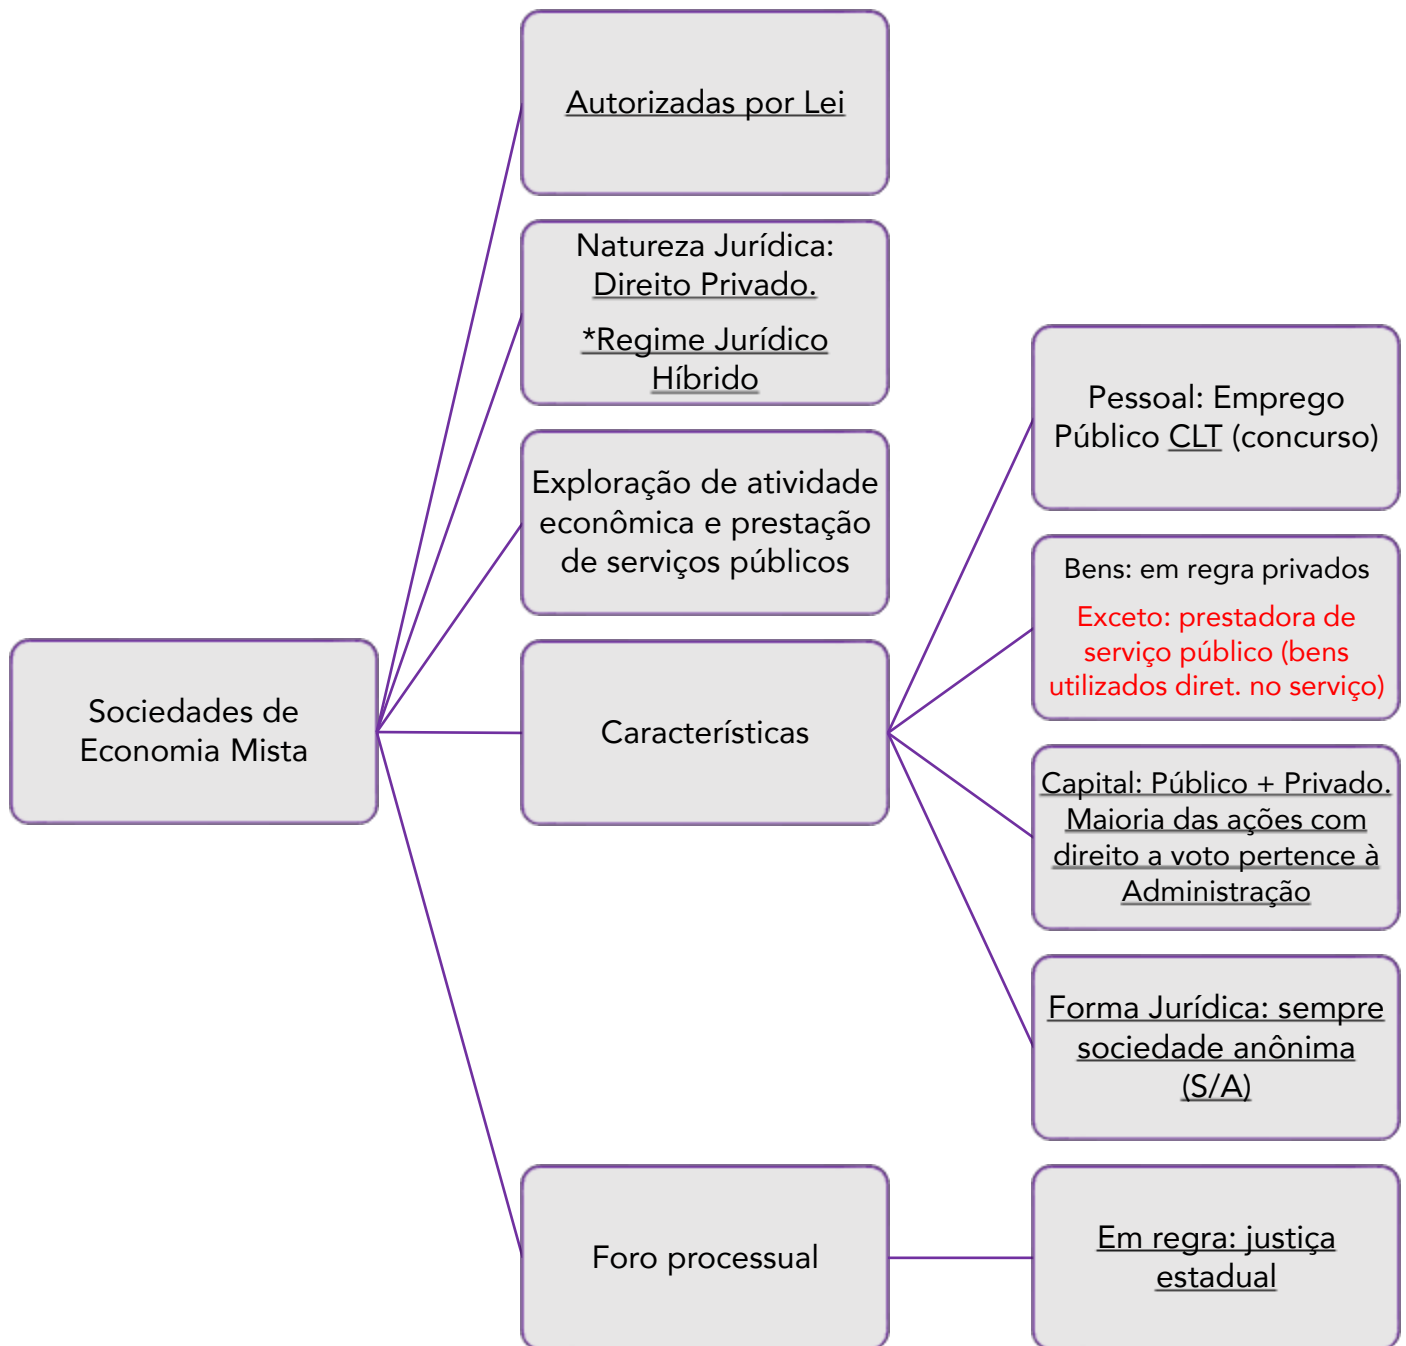 Autorizadas por Lei
Natureza Jurídica:
Direito Privado.
*Regime Jurídico
Híbrido
Exploração de atividade
econômica e prestação
de serviços públicos
Sociedades de
Economia Mista
Características
Pessoal: Emprego
Público CLT (concurso)
Bens: em regra privados
Exceto: prestadora de
serviço público (bens
utilizados diret. no serviço)
Capital: Público + Privado.
Maioria das ações com
direito a voto pertence à
Administração
Forma Jurídica: sempre
sociedade anônima
(S/A)
Foro processual
Em regra: justiça
estadual